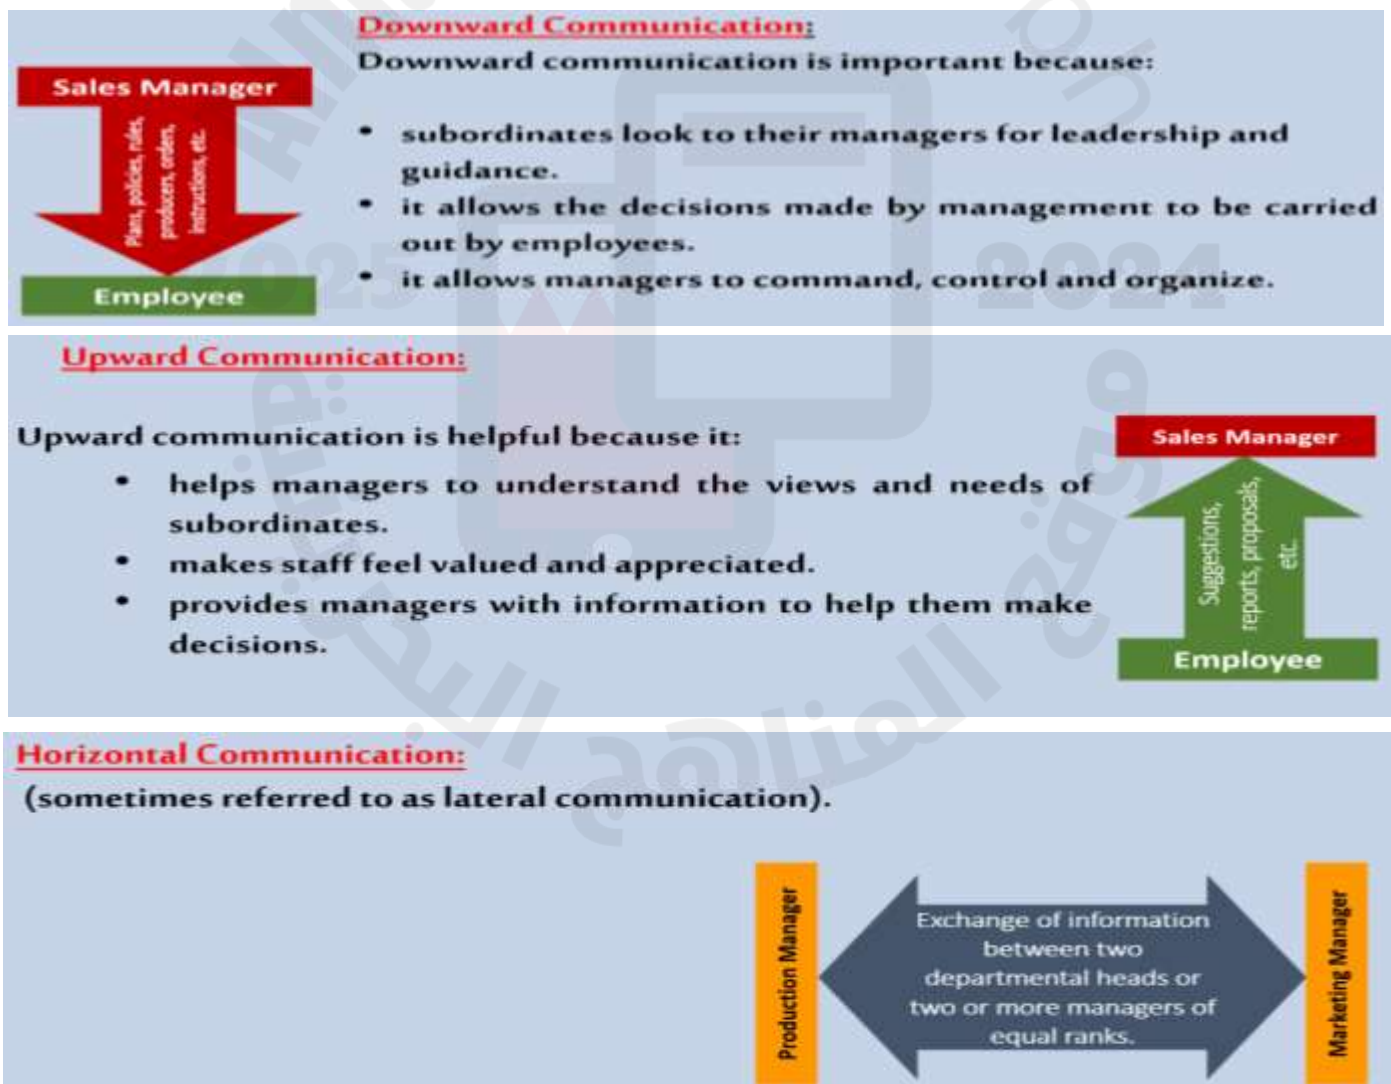 Downward Communication:
Downward communication is important because:
Sales Manager
Plans, policies, rules,
producers, orders,
instructions, etc.
Employee
• subordinates look to their managers for leadership and
guidance.
• it allows the decisions made by management to be carried
out by employees.
• it allows managers to command, control and organize.
Upward Communication:
Upward communication is helpful because it:
• helps managers to understand the views and needs of
subordinates.
• makes staff feel valued and appreciated.
• provides managers with information to help them make
decisions.
Sales Manager
Suggestions,
reports, proposals,
etc.
Employee
Horizontal Communication:
(sometimes referred to as lateral communication).
Production Manager
Exchange of information
between two
departmental heads or
two or more managers of
equal ranks.
Marketing Manager
2025
2024
موقع
المناهج